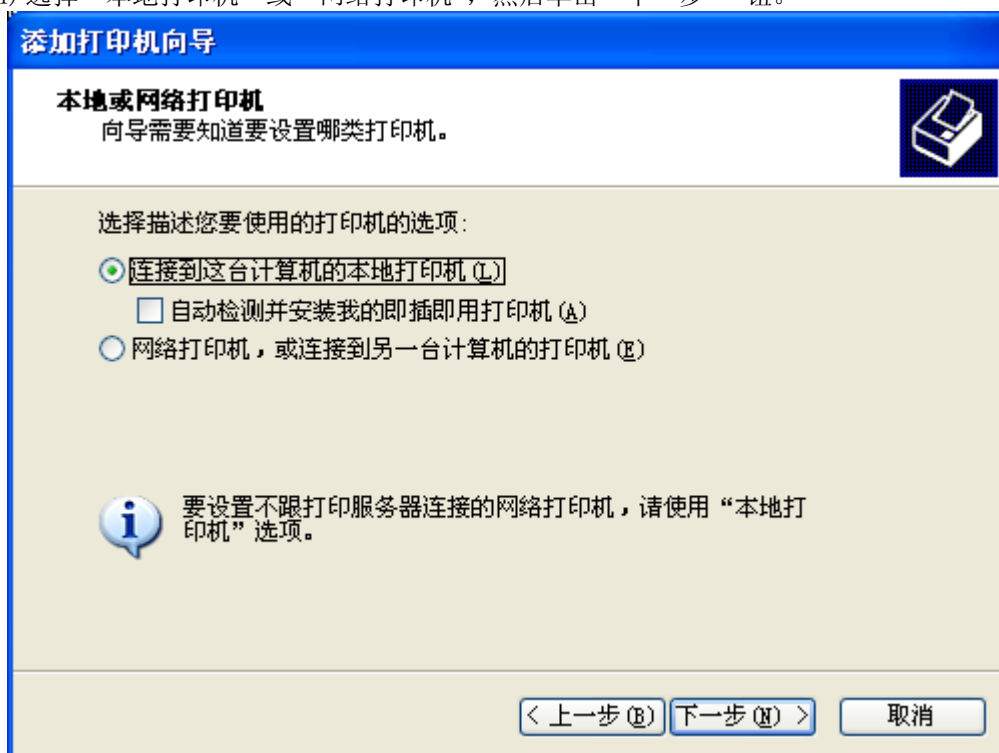 添加打印机向导
本地或网络打印机
向导需要知道要设置哪类打印机。
选择描述您要使用的打印机的选项:
连接到这台计算机的本地打印机(L)
自动检测并安装我的即插即用打印机(A)
网络打印机，或连接到另一台计算机的打印机(E)
要设置不跟打印服务器连接的网络打印机，请使用“本地打
印机”选项。
< 上一步(B) 下一步(N) > 取消